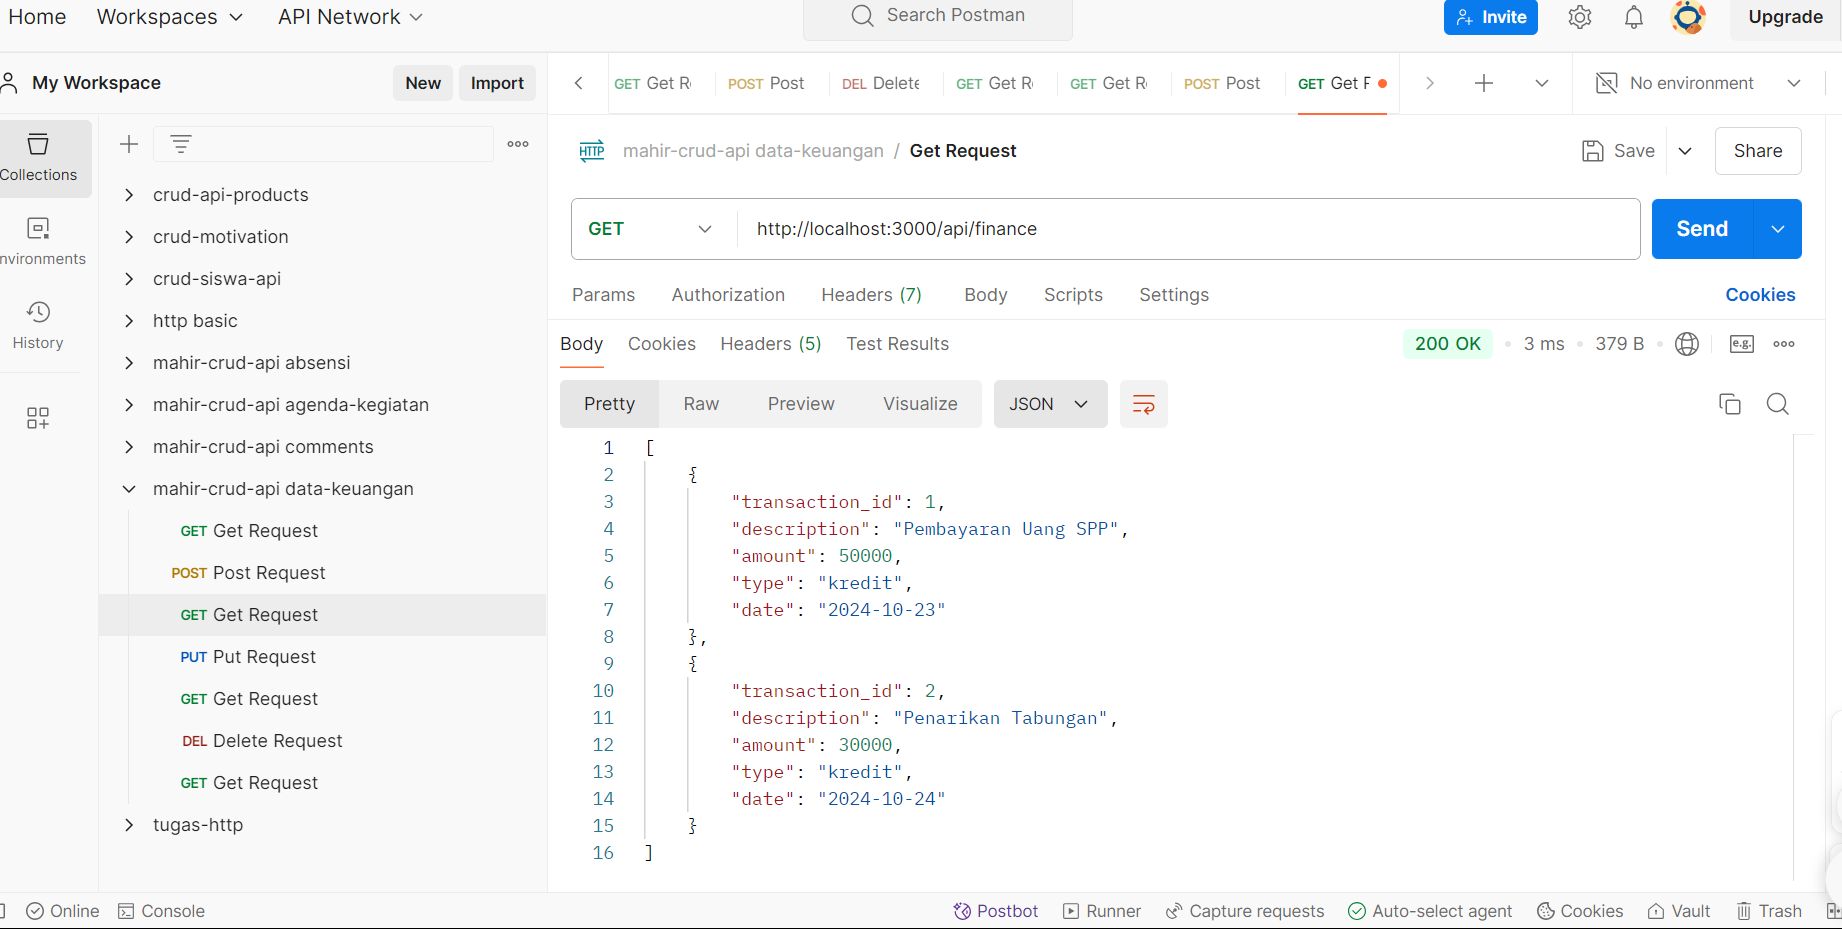 Home Workspaces API Network Search Postman Invite Upgrade
My Workspace New Import
GET Get R POST Post DEL Delete GET Get R GET Get R POST Post GET Get F No environment
Collections
nvironments
History
crud-api-products
crud-motivation
crud-siswa-api
http basic
mahir-crud-api absensi
mahir-crud-api agenda-kegiatan
mahir-crud-api comments
mahir-crud-api data-keuangan
GET Get Request
POST Post Request
GET Get Request
PUT Put Request
GET Get Request
DEL Delete Request
GET Get Request
tugas-http
HTTP mahir-crud-api data-keuangan / Get Request Save Share
GET http://localhost:3000/api/finance Send
Params Authorization Headers (7) Body Scripts Settings Cookies
Body Cookies Headers (5) Test Results 200 OK • 3 ms • 379 B • e.g.
Pretty Raw Preview Visualize JSON
1 [
2 {
3 "transaction_id": 1,
4 "description": "Pembayaran Uang SPP",
5 "amount": 50000,
6 "type": "kredit",
7 "date": "2024-10-23"
8 },
9 {
10 "transaction_id": 2,
11 "description": "Penarikan Tabungan",
12 "amount": 30000,
13 "type": "kredit",
14 "date": "2024-10-24"
15 }
16 ]
Online Console Postbot Runner Capture requests Auto-select agent Cookies Vault Trash